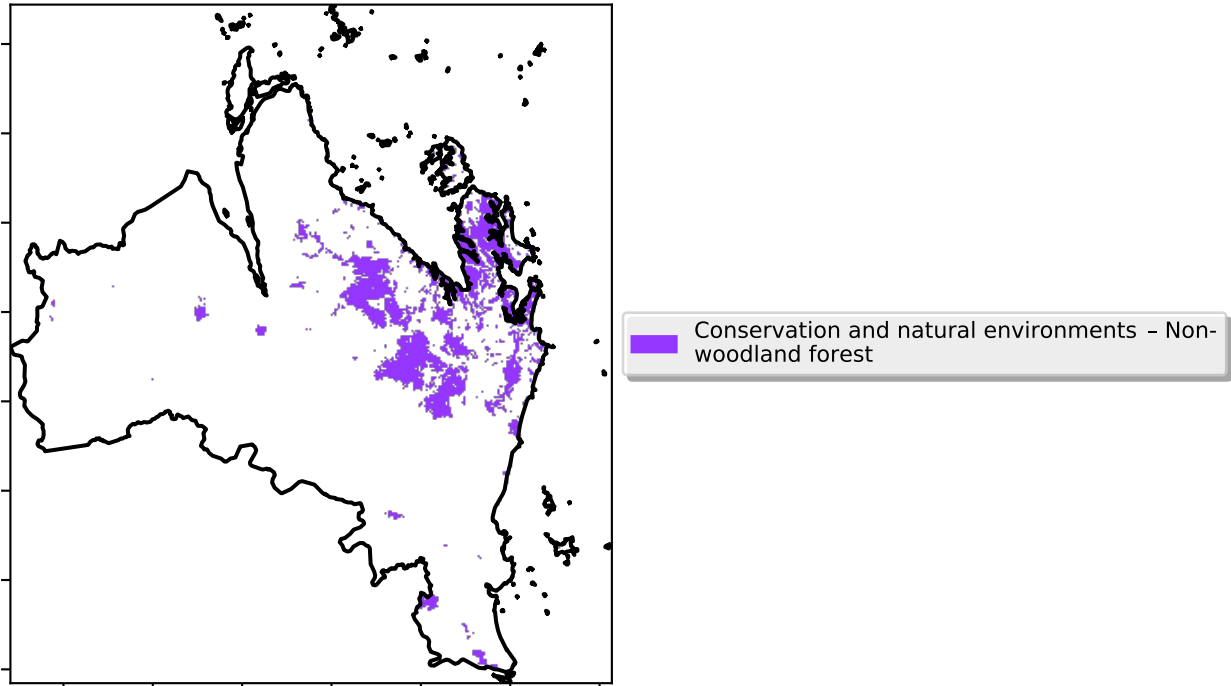 Conservation and natural environments – Non-
woodland forest